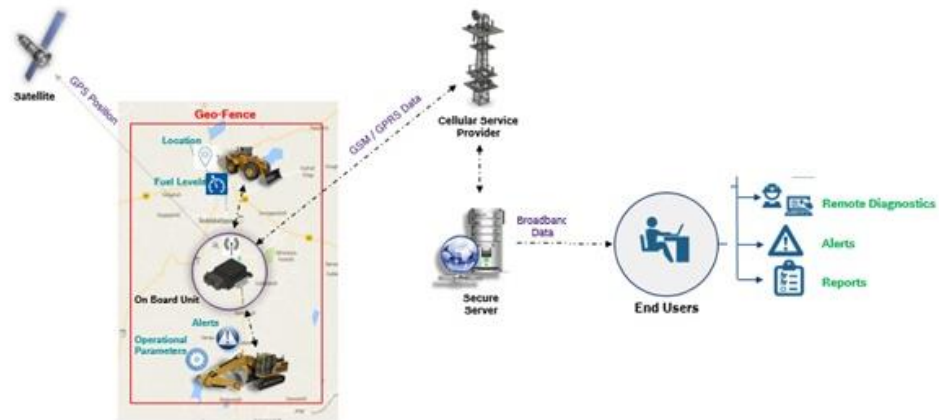 Satellite
GPS Position
Geo-Fence
Location
Fuel Levels
On Board Unit
Alerts
Operational
Parameters
GSM / GPRS Data
Cellular Service
Provider
Secure
Server
Broadband
Data
End Users
Remote Diagnostics
Alerts
Reports